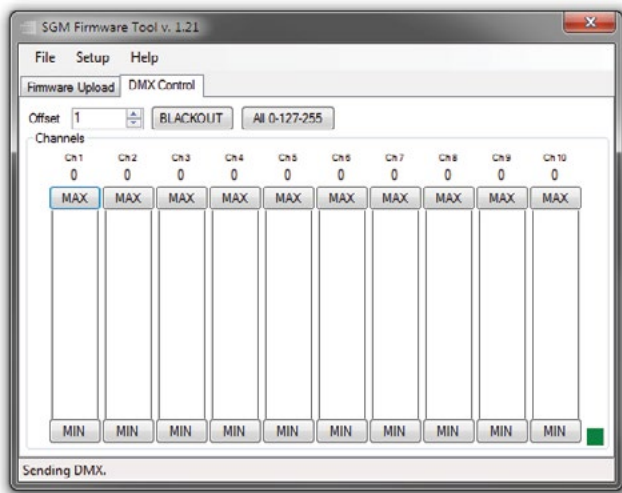 SGM Firmware Tool v. 1.21
File Setup Help
Firmware Upload DMX Control
Offset 1 BLACKOUT All 0-127-255
Channels
Ch 1 Ch 2 Ch 3 Ch 4 Ch 5 Ch 6 Ch 7 Ch 8 Ch 9 Ch 10
0 0 0 0 0 0 0 0 0 0
MAX MAX MAX MAX MAX MAX MAX MAX MAX MAX
MIN MIN MIN MIN MIN MIN MIN MIN MIN MIN
Sending DMX.